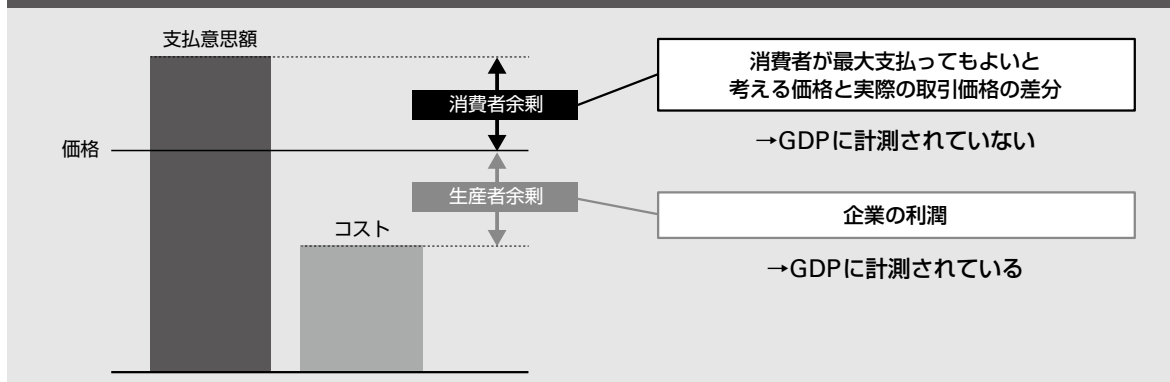 支払意思額
消費者が最大支払ってもよいと
考える価格と実際の取引価格の差分
消費者余剰
→GDPに計測されていない
価格
生産者余剰
企業の利潤
コスト
→GDPに計測されている